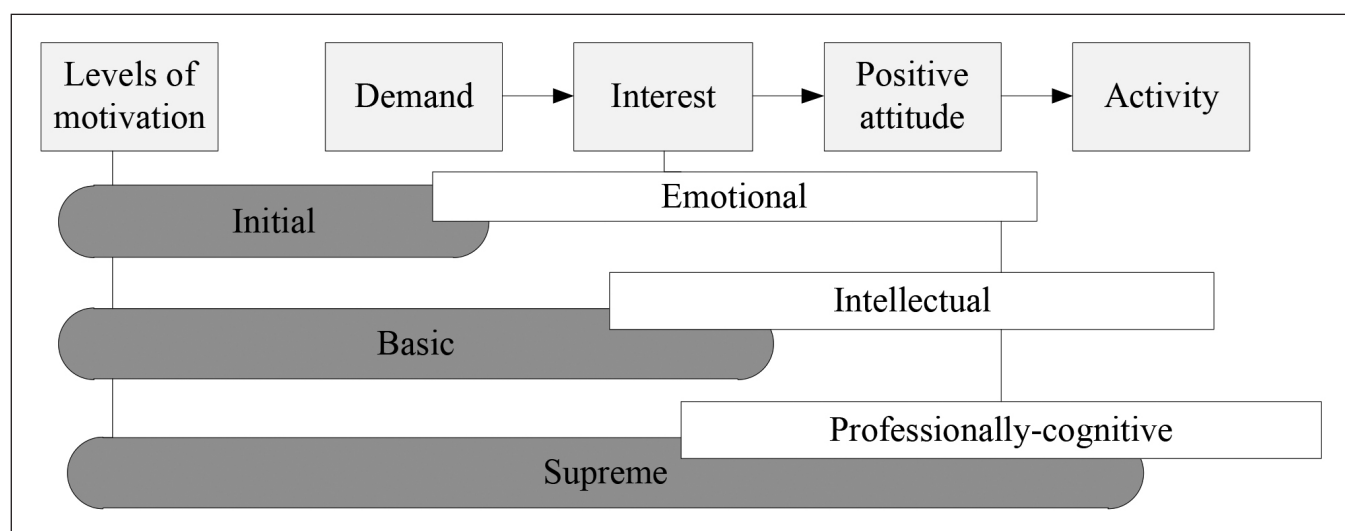 Levels of
motivation
Demand
Interest
Positive
attitude
Activity
Emotional
Initial
Intellectual
Basic
Professionally-cognitive
Supreme